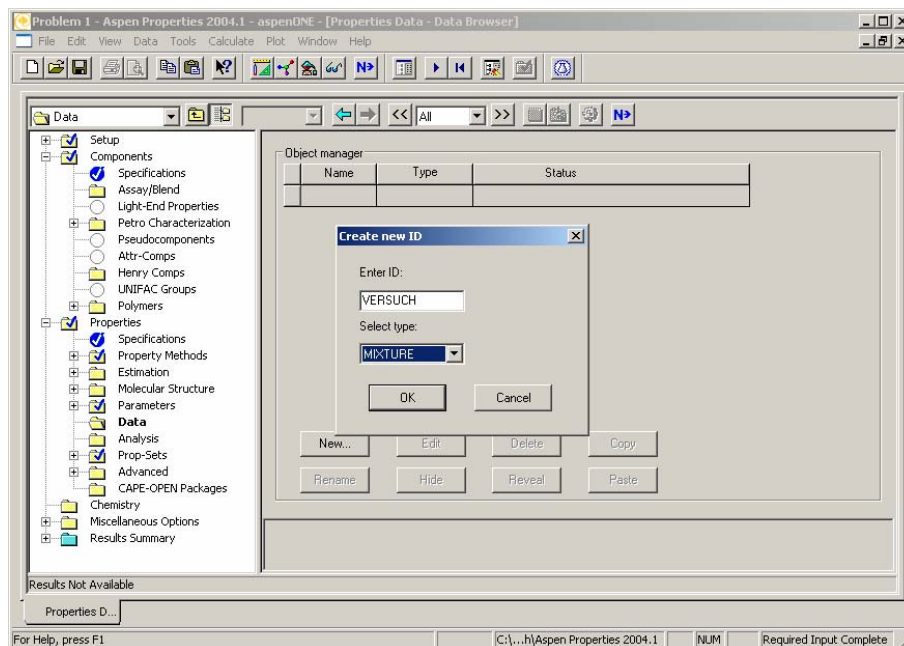 Problem 1 - Aspen Properties 2004.1 - aspenONE - [Properties Data - Data Browser]
File Edit View Data Tools Calculate Plot Window Help
N>
Data
<< All >> N>
Setup
Components
Specifications
Assay/Blend
Light-End Properties
Petro Characterization
Pseudocomponents
Attr-Comps
Henry Comps
UNIFAC Groups
Polymers
Properties
Specifications
Property Methods
Estimation
Molecular Structure
Parameters
Data
Analysis
Prop-Sets
Advanced
CAPE-OPEN Packages
Chemistry
Miscellaneous Options
Results Summary
Object manager
Name Type Status
Create new ID
Enter ID:
VERSUCH
Select type:
MIXTURE
OK Cancel
New... Edit Delete Copy
Rename Hide Reveal Paste
Results Not Available
Properties D...
For Help, press F1 C:\...h\Aspen Properties 2004.1 NUM Required Input Complete